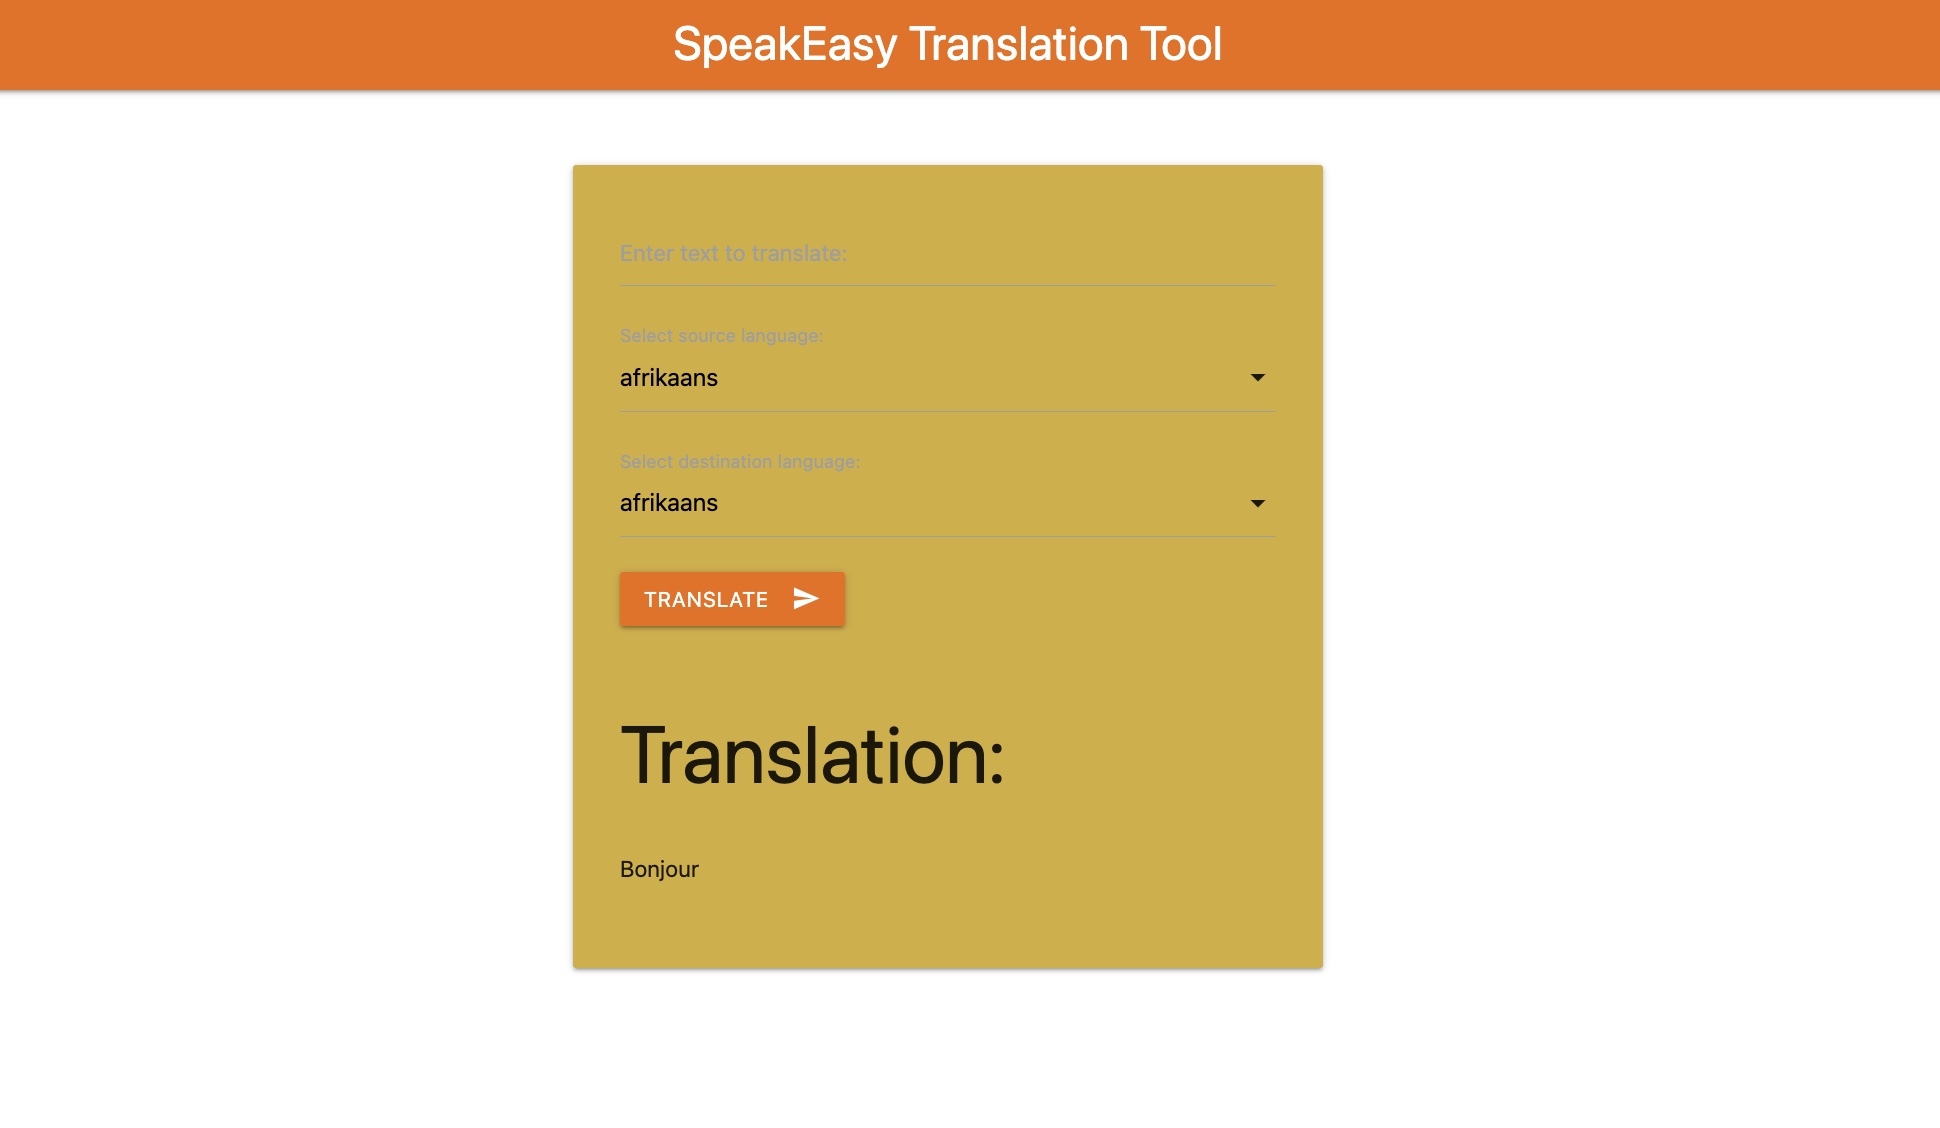 SpeakEasy Translation Tool
Enter text to translate:
Select source language:
afrikaans
Select destination language:
afrikaans
TRANSLATE
Translation:
Bonjour